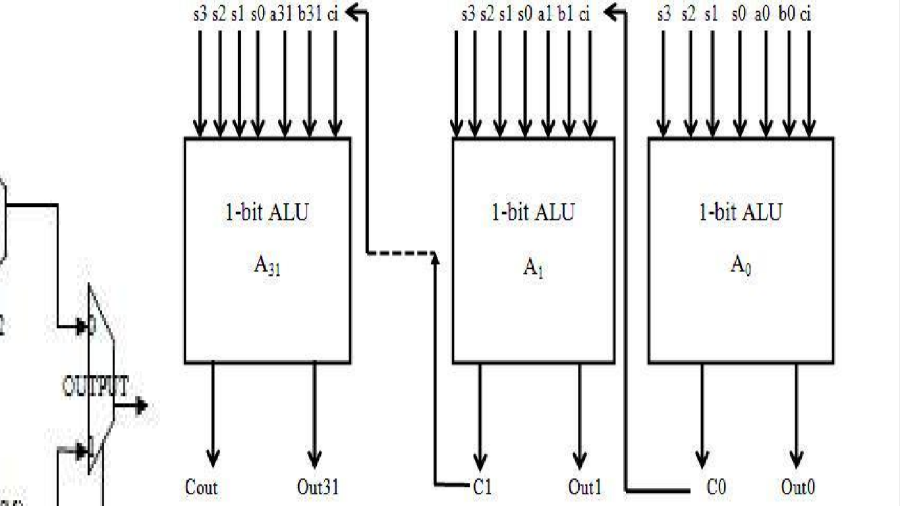 s3 s2 s1 s0 a31 b31 ci
s3 s2 s1 s0 a1 b1 ci
s3 s2 s1 s0 a0 b0 ci
1-bit ALU
A31
1-bit ALU
A1
1-bit ALU
A0
0
OUTPUT
1
Cout
Out31
C1
Out1
C0
Out0